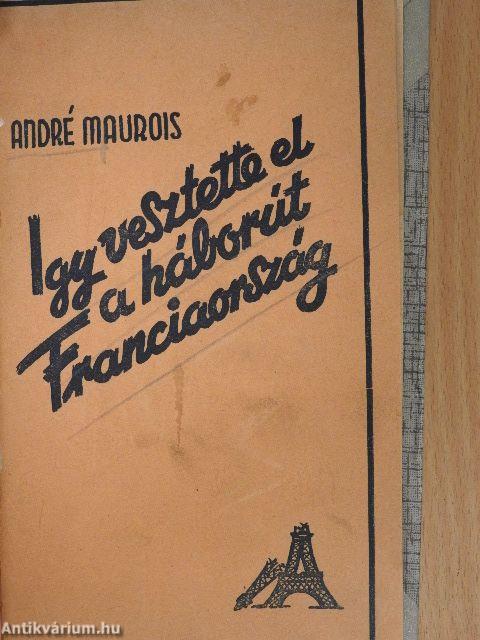 ANDRÉ MAUROIS
Igy vesztette el
a háborút
Franciaország
Antikvárium.hu